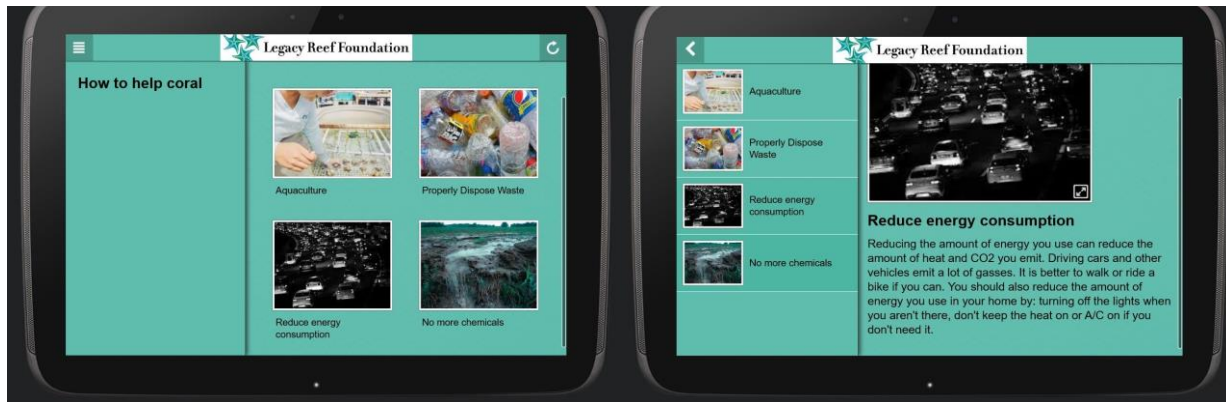 Legacy Reef Foundation
How to help coral
Aquaculture
Properly Dispose Waste
Reduce energy
consumption
No more chemicals
Legacy Reef Foundation
Aquaculture
Properly Dispose
Waste
Reduce energy
consumption
No more chemicals
Reduce energy consumption
Reducing the amount of energy you use can reduce the
amount of heat and CO2 you emit. Driving cars and other
vehicles emit a lot of gasses. It is better to walk or ride a
bike if you can. You should also reduce the amount of
energy you use in your home by: turning off the lights when
you aren't there, don't keep the heat on or A/C on if you
don't need it.